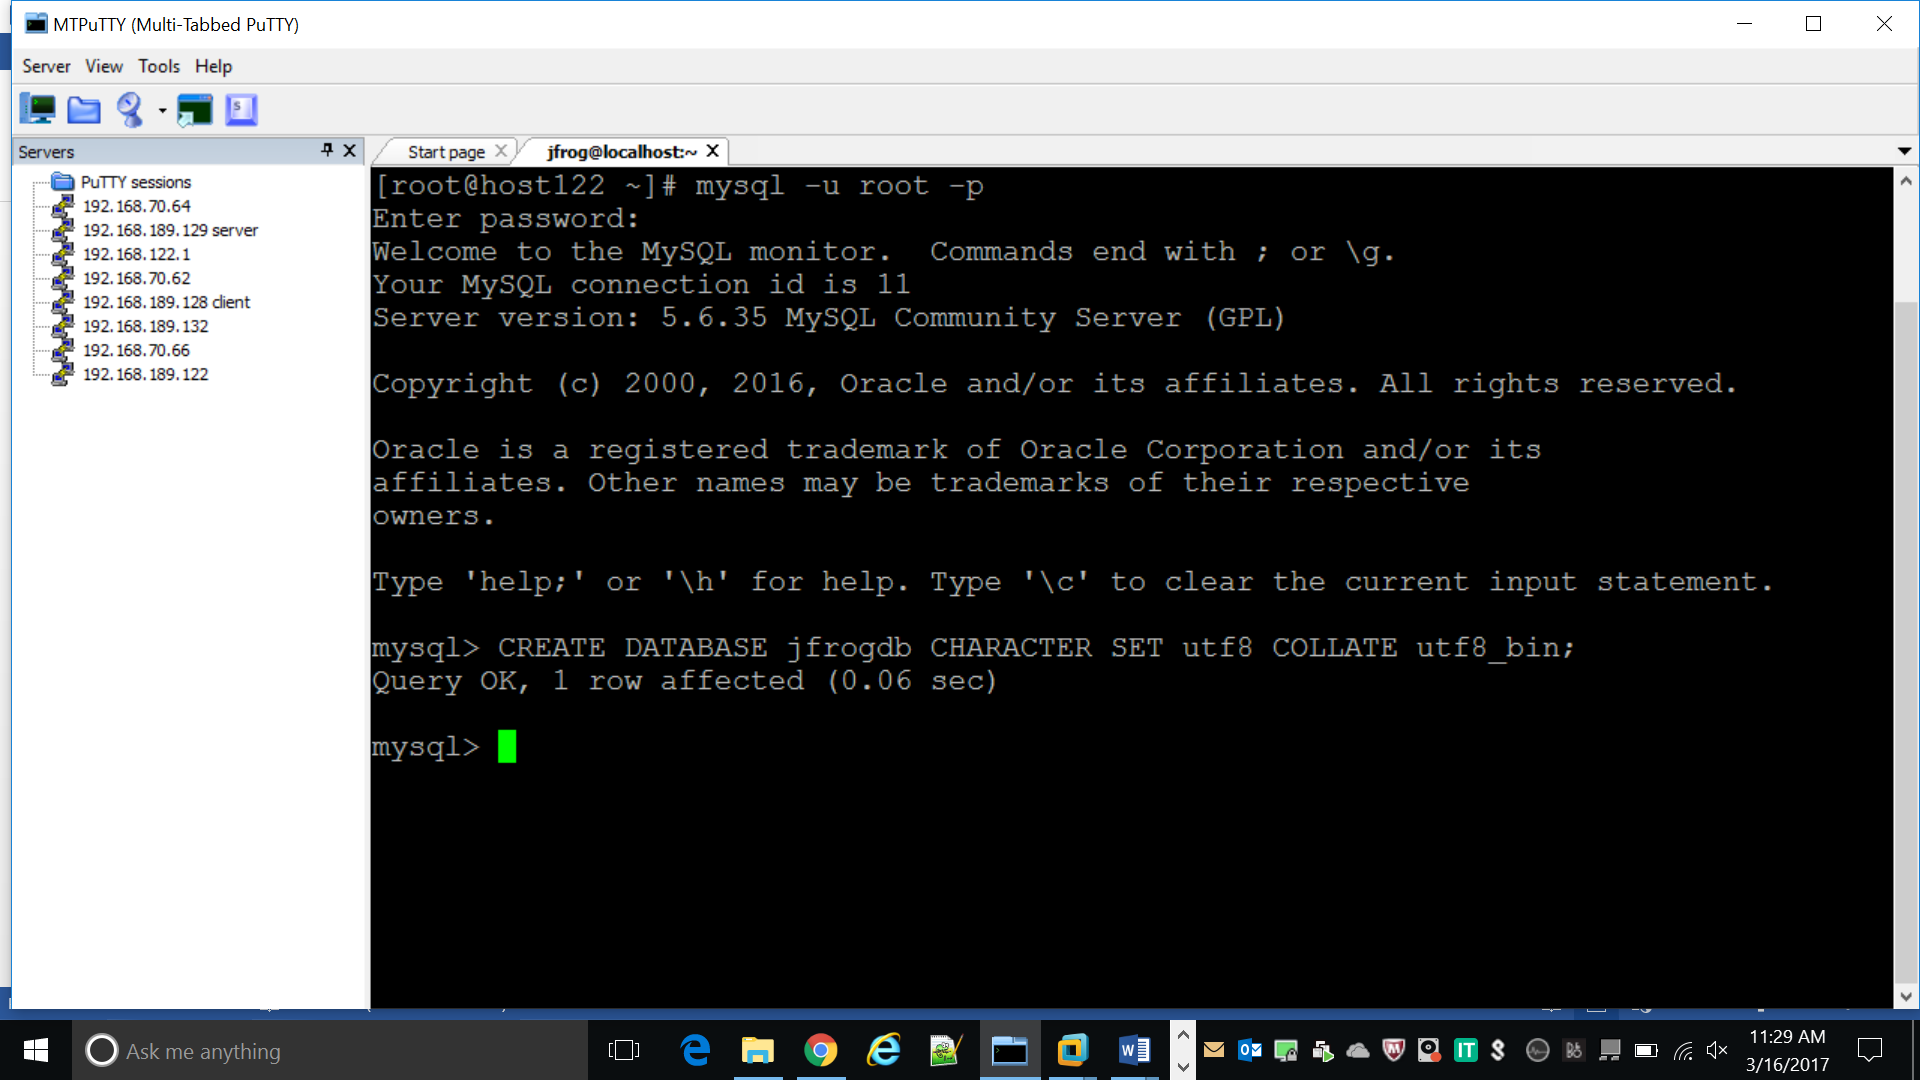 MTPuTTY (Multi-Tabbed PuTTY)
Server View Tools Help
Servers
Start page
jfrog@localhost:~
PuTTY sessions
192.168.70.64
192.168.189.129 server
192.168.122.1
192.168.70.62
192.168.189.128 client
192.168.189.132
192.168.70.66
192.168.189.122
[root@host122 ~]# mysql -u root -p
Enter password:
Welcome to the MySQL monitor.  Commands end with ; or \g.
Your MySQL connection id is 11
Server version: 5.6.35 MySQL Community Server (GPL)
Copyright (c) 2000, 2016, Oracle and/or its affiliates. All rights reserved.
Oracle is a registered trademark of Oracle Corporation and/or its
affiliates. Other names may be trademarks of their respective
owners.
Type 'help;' or '\h' for help. Type '\c' to clear the current input statement.
mysql> CREATE DATABASE jfrogdb CHARACTER SET utf8 COLLATE utf8_bin;
Query OK, 1 row affected (0.06 sec)
mysql>
Ask me anything
IT
11:29 AM
3/16/2017